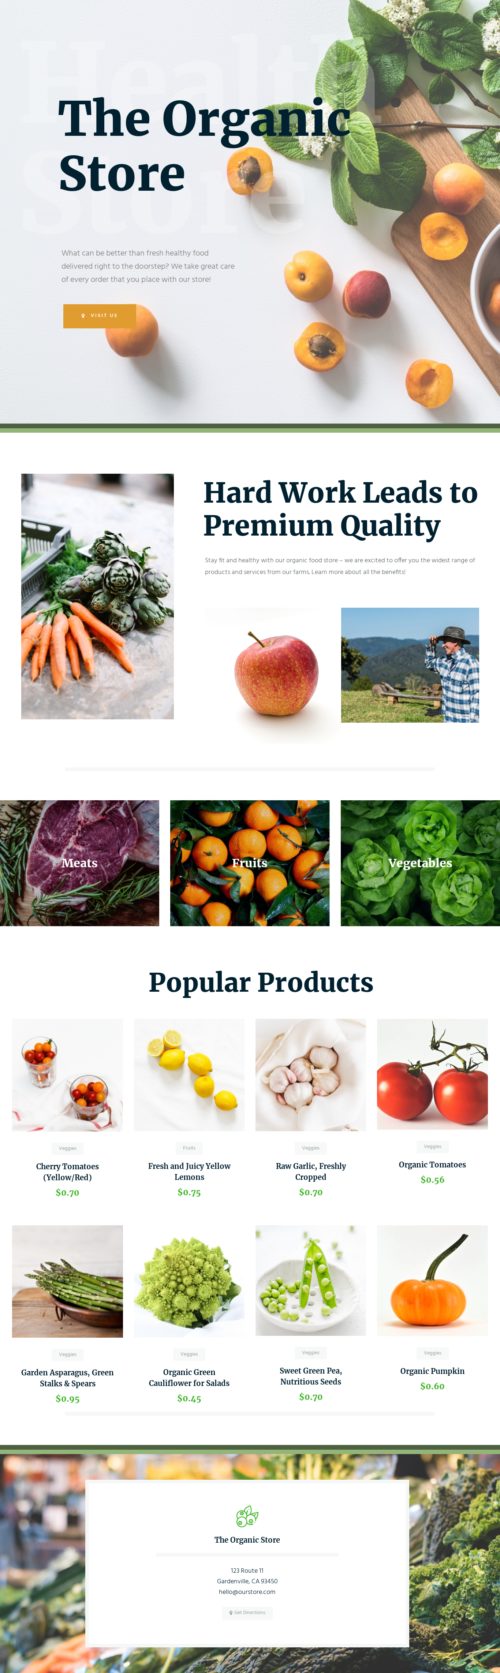 Health
Store
The Organic
Store
What can be better than fresh healthy food
delivered right to the doorstep? We take great care
of every order that you place with our store!
VISIT US
Hard Work Leads to
Premium Quality
Stay fit and healthy with our organic food store – we are excited to offer you the widest range of
products and services from our farms. Learn more about all the benefits!
Meats
Fruits
Vegetables
Popular Products
Veggies
Cherry Tomatoes
(Yellow/Red)
$0.70
Fruits
Fresh and Juicy Yellow
Lemons
$0.75
Veggies
Raw Garlic, Freshly
Cropped
$0.70
Veggies
Organic Tomatoes
$0.56
Veggies
Garden Asparagus, Green
Stalks & Spears
$0.95
Veggies
Organic Green
Cauliflower for Salads
$0.45
Veggies
Sweet Green Pea,
Nutritious Seeds
$0.70
Veggies
Organic Pumpkin
$0.60
The Organic Store
123 Route 11
Gardenville, CA 93450
hello@ourstore.com
Get Directions